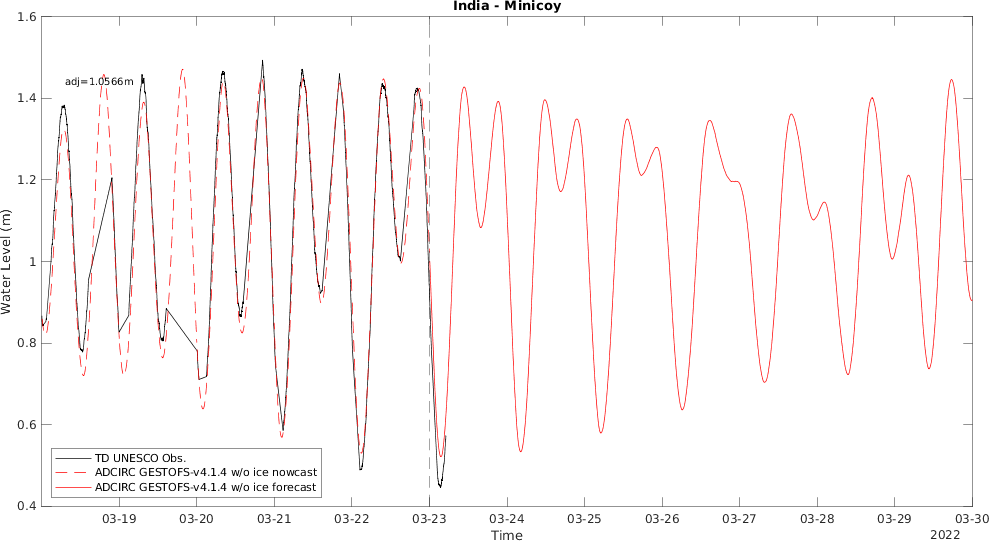 India - Minicoy
1.6
1.4
1.2
1
0.8
0.6
0.4
Water Level (m)
adj=1.0566m
TD UNESCO Obs.
ADCIRC GESTOFS-v4.1.4 w/o ice nowcast
ADCIRC GESTOFS-v4.1.4 w/o ice forecast
03-19 03-20 03-21 03-22 03-23 03-24 03-25 03-26 03-27 03-28 03-29 03-30
Time
2022